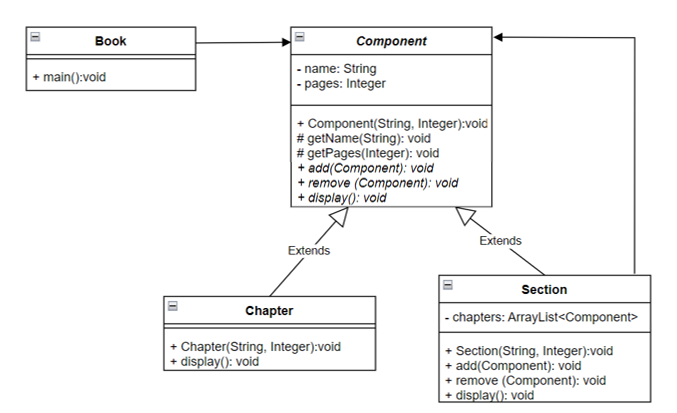 Book
+ main():void
Component
- name: String
- pages: Integer
+ Component(String, Integer):void
# getName(String): void
# getPages(Integer): void
+ add(Component): void
+ remove (Component): void
+ display(): void
Extends
Extends
Chapter
+ Chapter(String, Integer):void
+ display(): void
Section
- chapters: ArrayList<Component>
+ Section(String, Integer):void
+ add(Component): void
+ remove (Component): void
+ display(): void